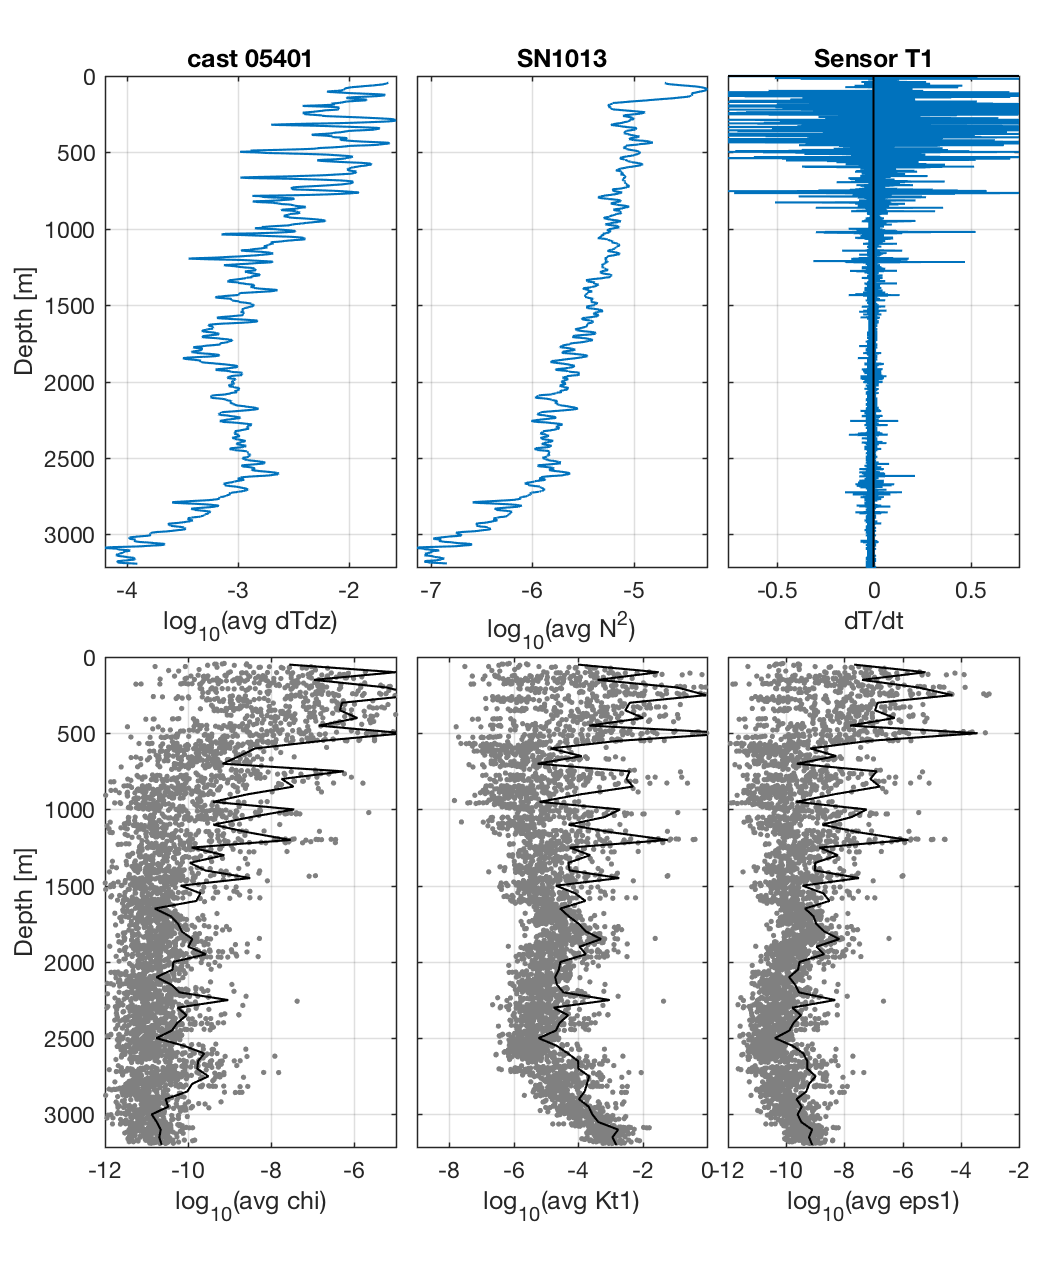 cast 05401
SN1013
Sensor T1
0
500
1000
1500
2000
2500
3000
Depth [m]
-4 -3 -2
-7 -6 -5
-0.5 0 0.5
log10(avg dTdz)
log10(avg N2)
dT/dt
0
500
1000
1500
2000
2500
3000
Depth [m]
-12 -10 -8 -6
-8 -6 -4 -2 0
-12 -10 -8 -6 -4 -2
log10(avg chi)
log10(avg Kt1)
log10(avg eps1)